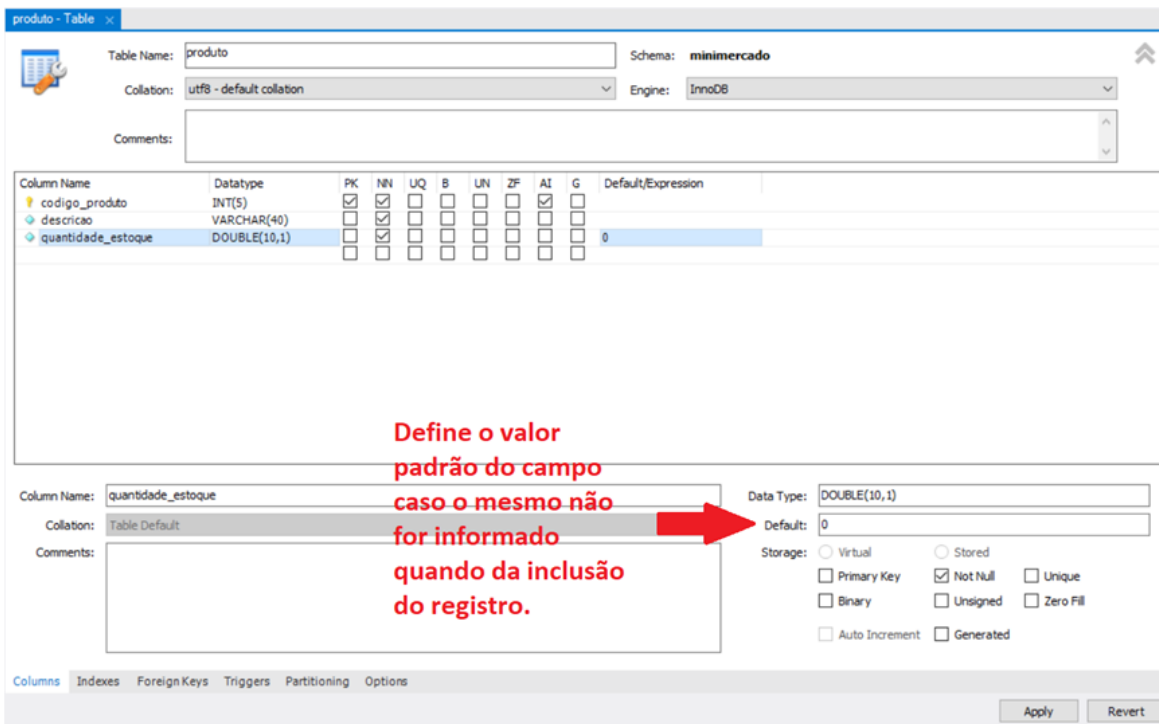 produto - Table ×
Table Name: produto Schema: minimercado
Collation: utf8 - default collation Engine: InnoDB
Comments:
Column Name Datatype PK NN UQ B UN ZF AI G Default/Expression
codigo_produto INT(5)
descricao VARCHAR(40)
quantidade_estoque DOUBLE(10,1) 0
Define o valor
padrão do campo
caso o mesmo não
for informado
quando da inclusão
do registro.
Column Name: quantidade_estoque Data Type: DOUBLE(10,1)
Collation: Table Default Default: 0
Comments: Storage: Virtual Stored
Primary Key Not Null Unique
Binary Unsigned Zero Fill
Auto Increment Generated
Columns Indexes Foreign Keys Triggers Partitioning Options
Apply Revert